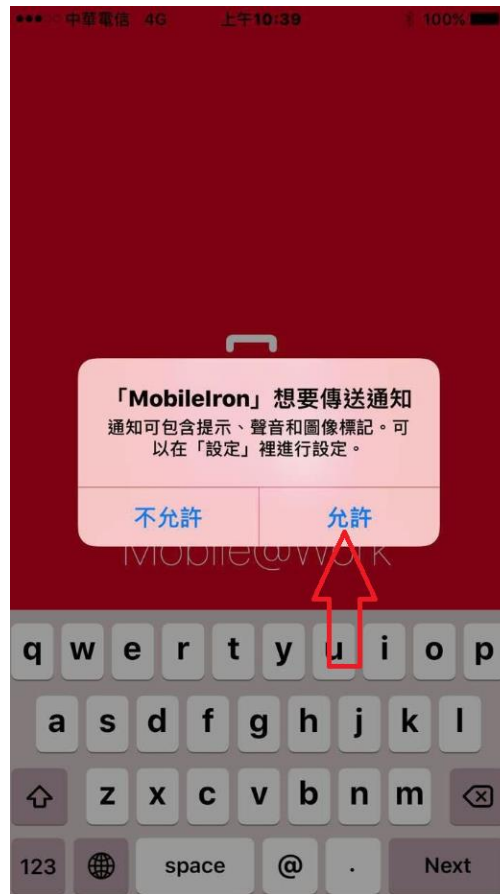 中華電信 4G 上午10:39 100%
「MobileIron」想要傳送通知
通知可包含提示、聲音和圖像標記。可
以在「設定」裡進行設定。
不允許 允許
Mobile@Work
q w e r t y u i o p
a s d f g h j k l
z x c v b n m
123 space @ . Next